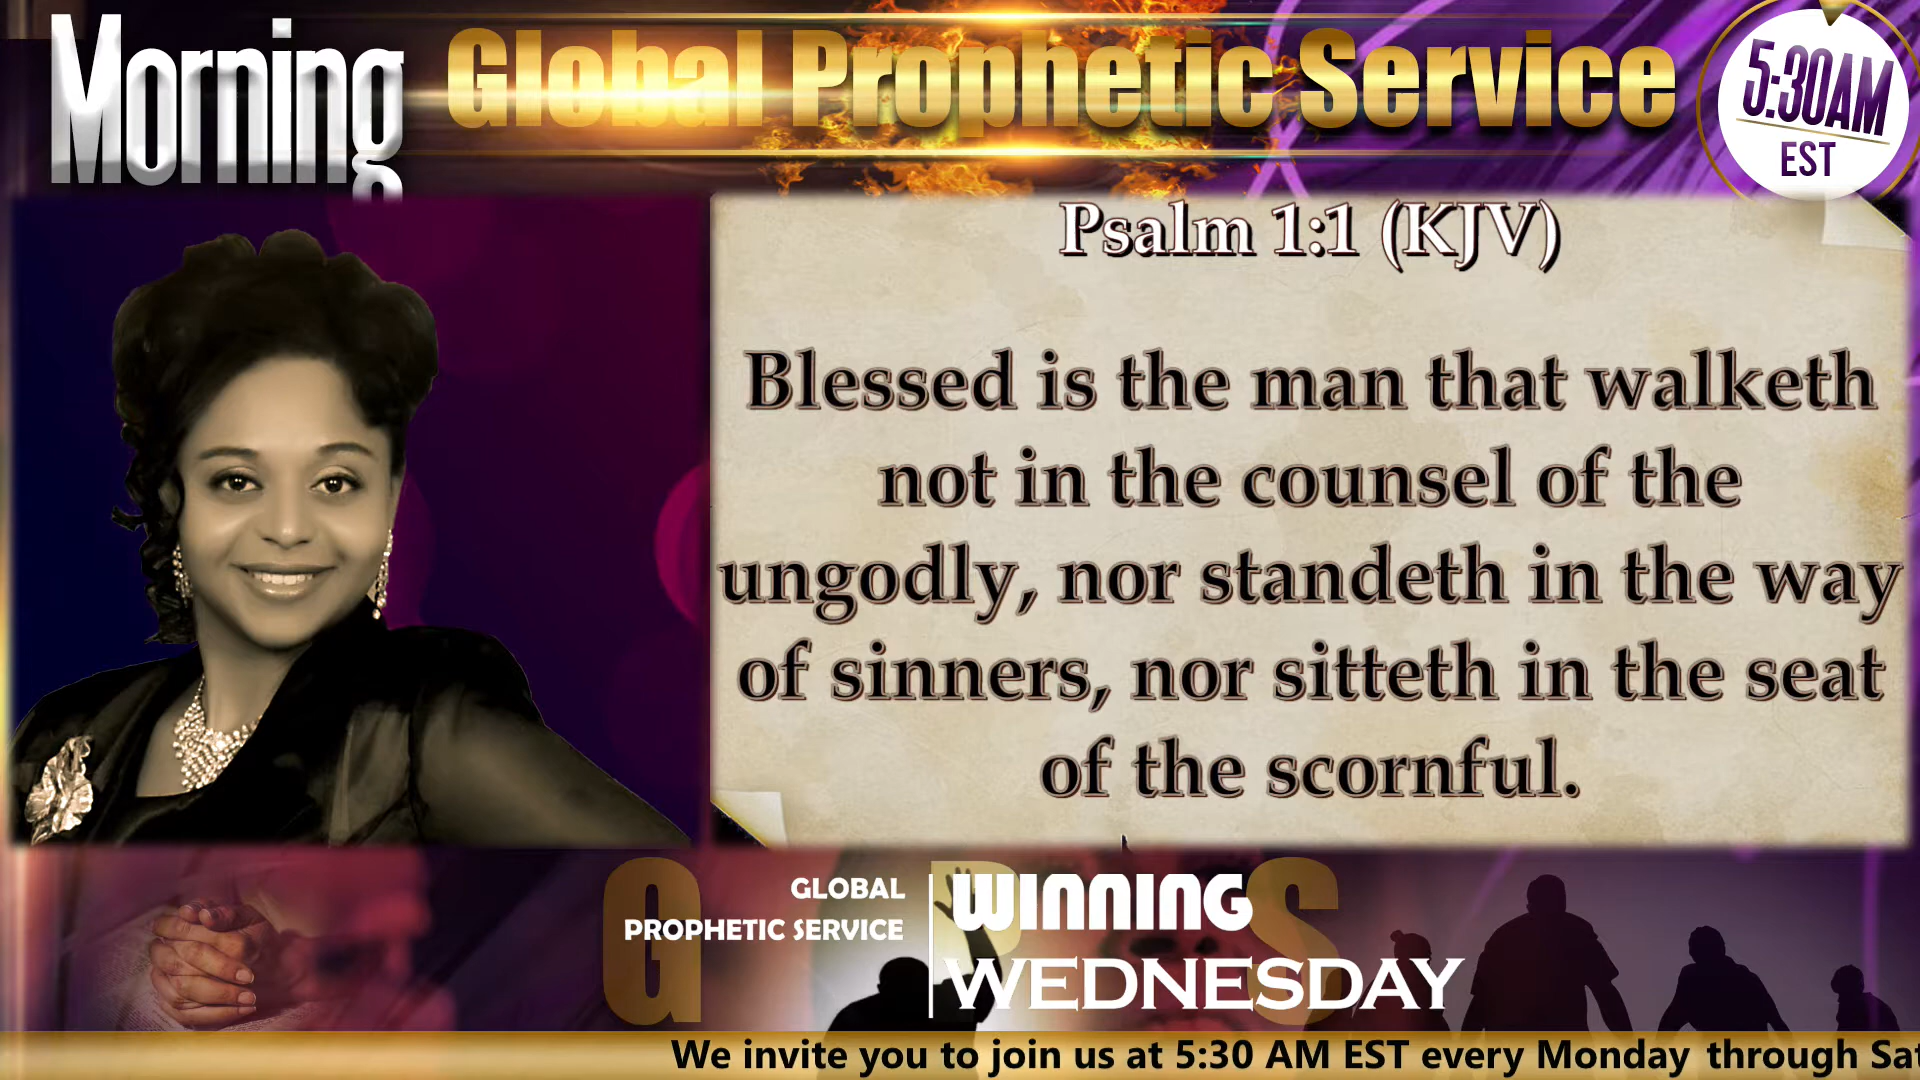 Morning
Global Prophetic Service
5:30AM
EST
Psalm 1:1 (KJV)
Blessed is the man that walketh
not in the counsel of the
ungodly, nor standeth in the way
of sinners, nor sitteth in the seat
of the scornful.
G P S
GLOBAL
PROPHETIC SERVICE
WINNING
WEDNESDAY
We invite you to join us at 5:30 AM EST every Monday through Sat